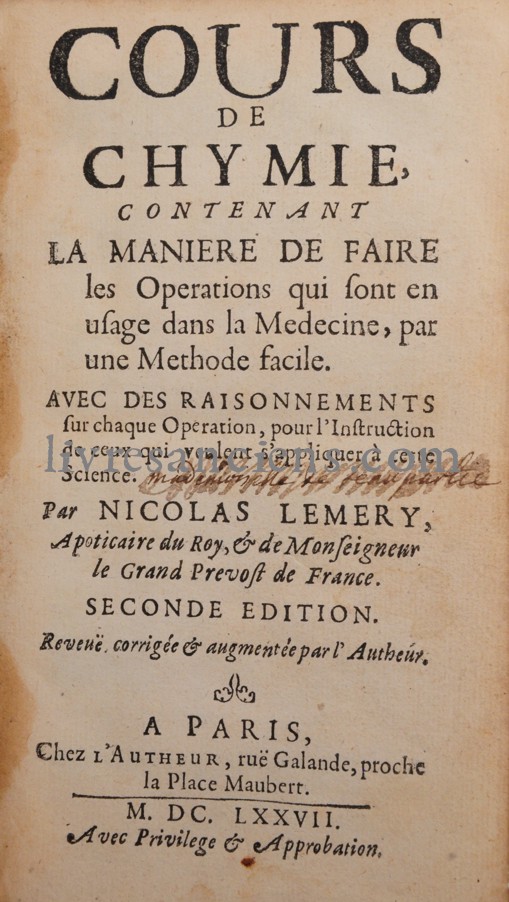 COURS
DE
CHYMIE,
CONTENANT
LA MANIERE DE FAIRE
les Operations qui ſont en
uſage dans la Medecine, par
une Methode facile.
AVEC DES RAISONNEMENTS
ſur chaque Operation, pour l'Inſtruction
de ceux qui veulent s'appliquer à cette
Science.
livresanciens.com
Par NICOLAS LEMERY,
Apoticaire du Roy, & de Monſeigneur
le Grand Prevoſt de France.
SECONDE EDITION.
Reveuë, corrigée & augmentée par l'Autheur.
A PARIS,
Chez L'AUTHEUR, ruë Galande, proche
la Place Maubert.
M. DC. LXXVII.
Avec Privilege & Approbation.